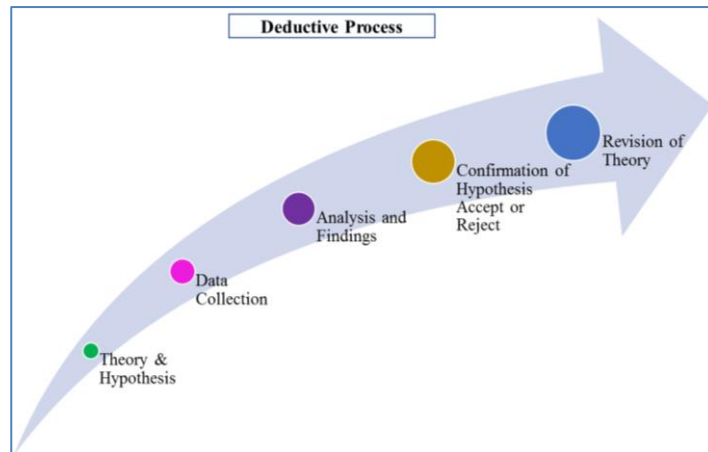 Deductive Process
Theory &
Hypothesis
Data
Collection
Analysis and
Findings
Confirmation of
Hypothesis
Accept or
Reject
Revision of
Theory